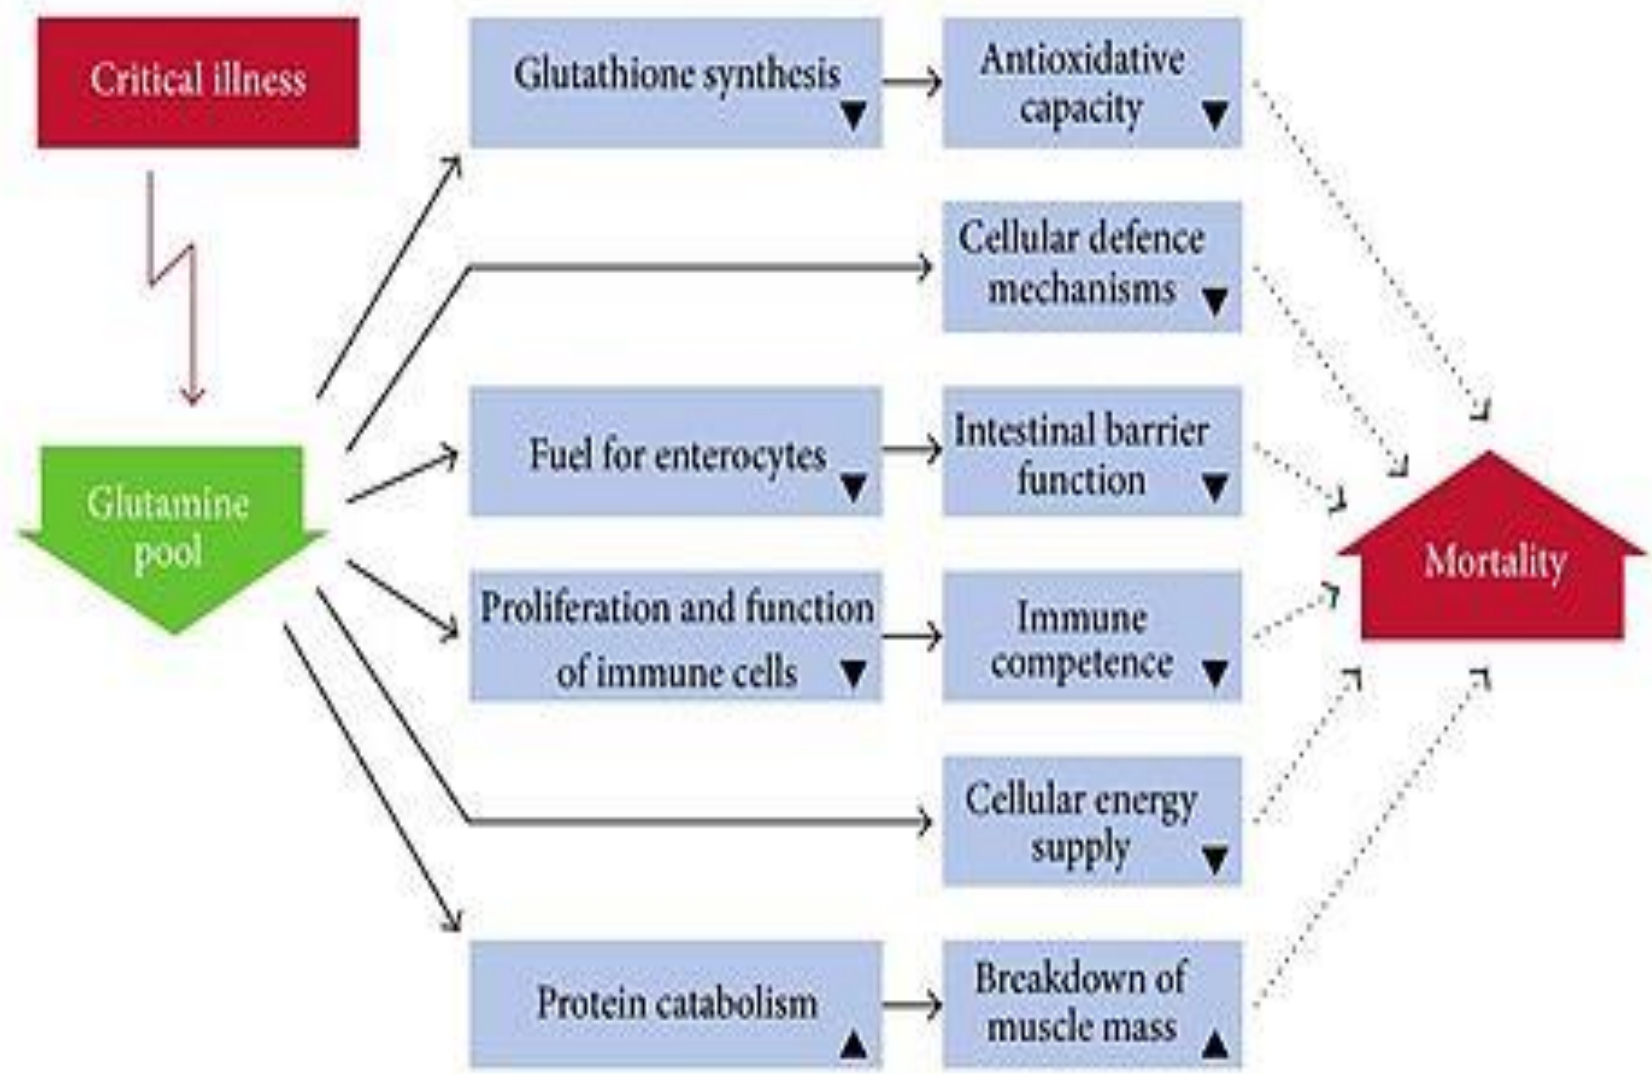 Critical illness
Glutathione synthesis
Antioxidative
capacity
Cellular defence
mechanisms
Glutamine
pool
Fuel for enterocytes
Intestinal barrier
function
Proliferation and function
of immune cells
Immune
competence
Mortality
Cellular energy
supply
Protein catabolism
Breakdown of
muscle mass